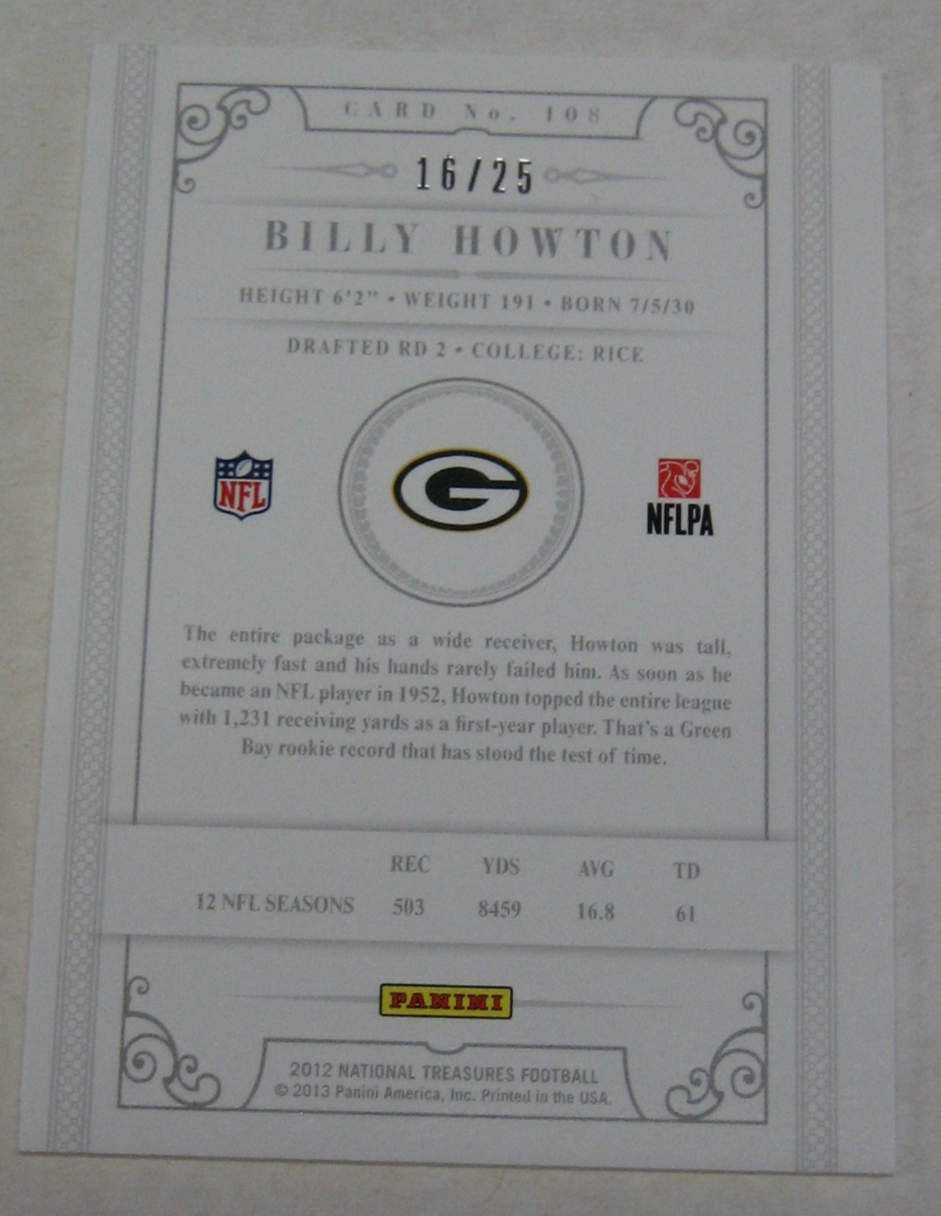 CARD No. 108
16/25
BILLY HOWTON
HEIGHT 6'2" • WEIGHT 191 • BORN 7/5/30
DRAFTED RD 2 • COLLEGE: RICE
NFL
G
NFLPA
The entire package as a wide receiver, Howton was tall,
extremely fast and his hands rarely failed him. As soon as he
became an NFL player in 1952, Howton topped the entire league
with 1,231 receiving yards as a first-year player. That's a Green
Bay rookie record that has stood the test of time.
REC YDS AVG TD
12 NFL SEASONS 503 8459 16.8 61
PANINI
2012 NATIONAL TREASURES FOOTBALL
© 2013 Panini America, Inc. Printed in the USA.